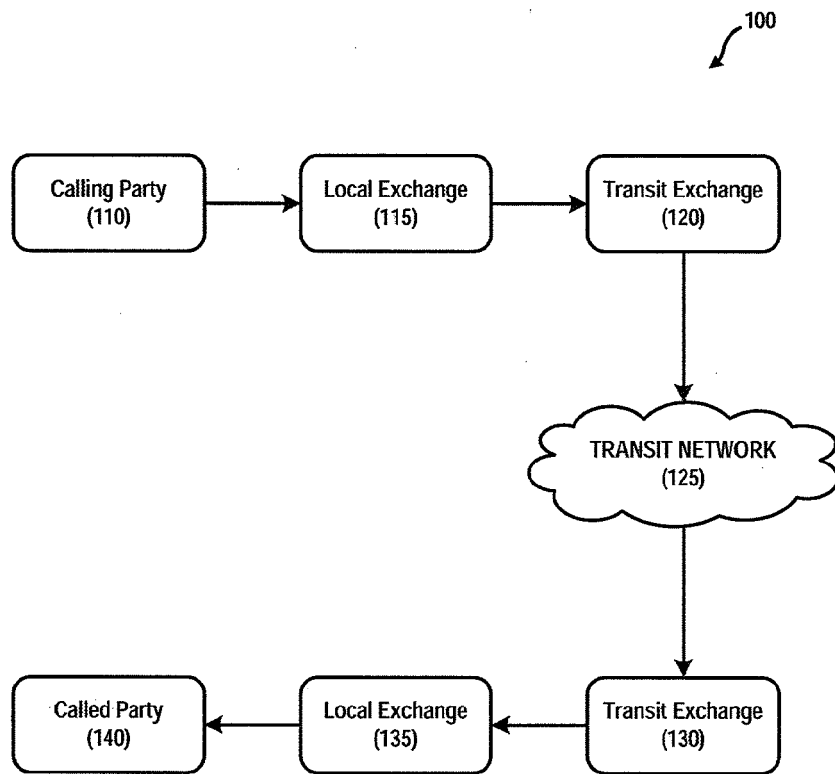 100
Calling Party
(110)
Local Exchange
(115)
Transit Exchange
(120)
TRANSIT NETWORK
(125)
Called Party
(140)
Local Exchange
(135)
Transit Exchange
(130)